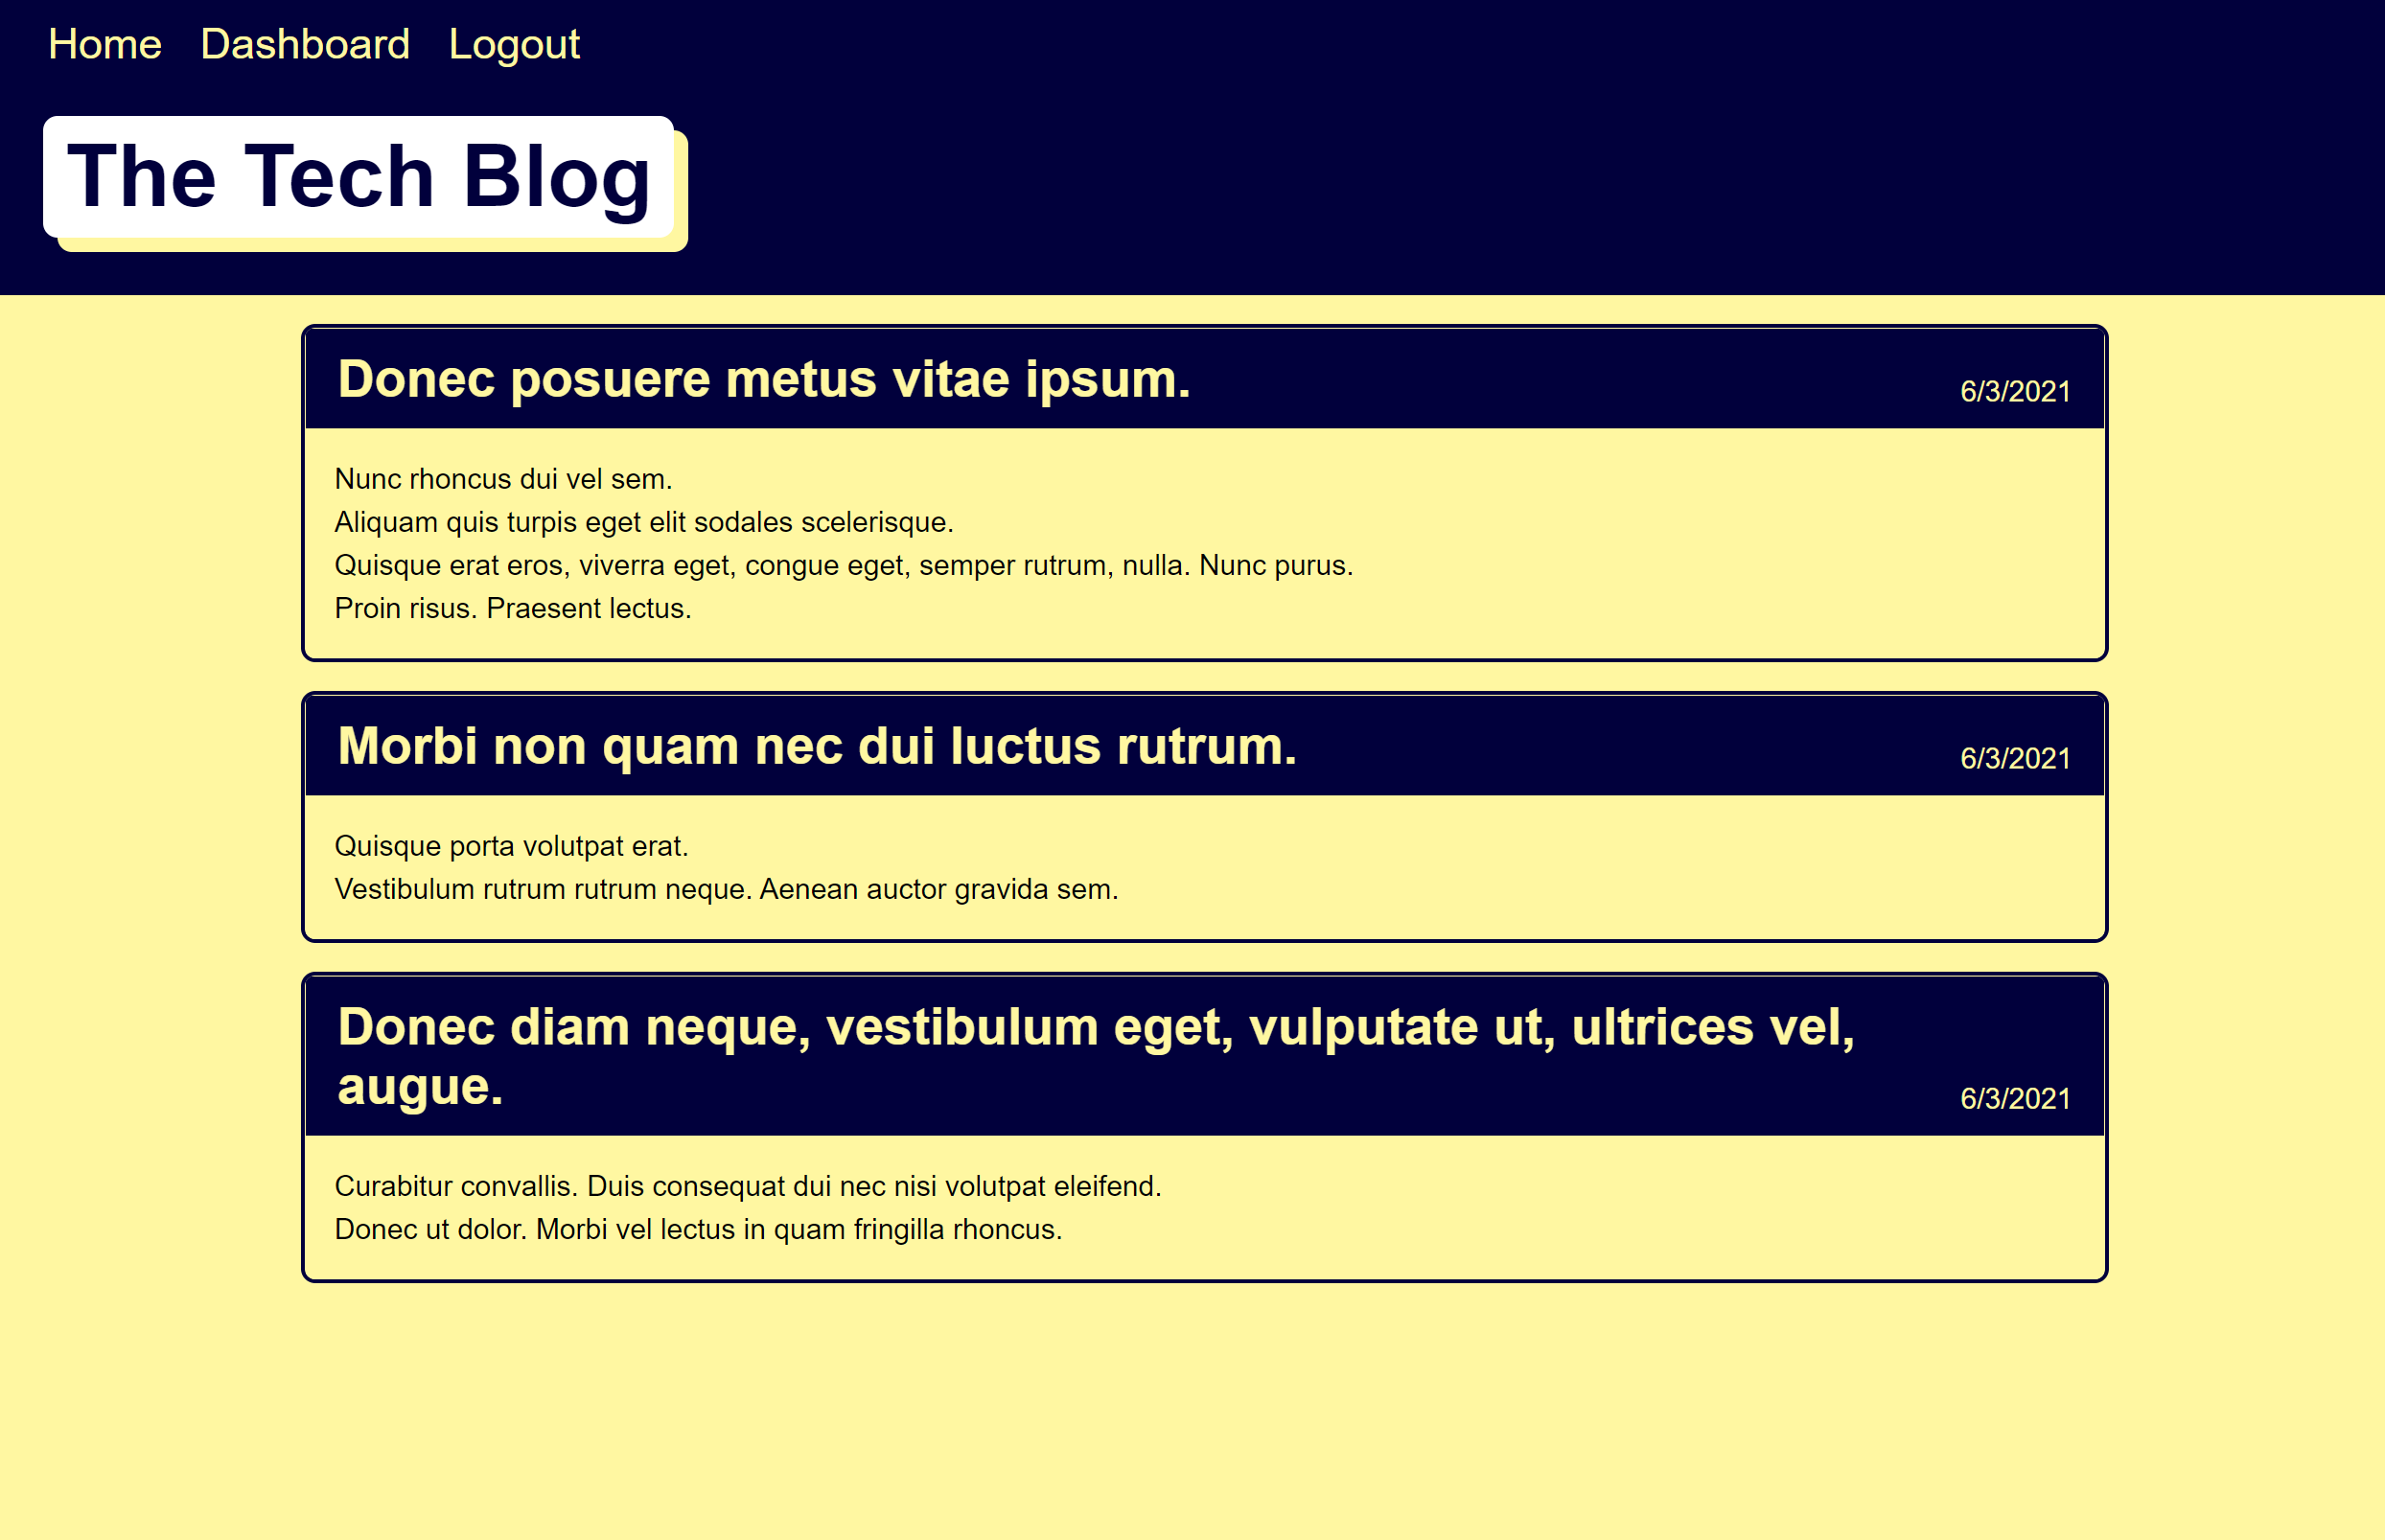 Home Dashboard Logout
The Tech Blog
Donec posuere metus vitae ipsum. 6/3/2021
Nunc rhoncus dui vel sem.
Aliquam quis turpis eget elit sodales scelerisque.
Quisque erat eros, viverra eget, congue eget, semper rutrum, nulla. Nunc purus.
Proin risus. Praesent lectus.
Morbi non quam nec dui luctus rutrum. 6/3/2021
Quisque porta volutpat erat.
Vestibulum rutrum rutrum neque. Aenean auctor gravida sem.
Donec diam neque, vestibulum eget, vulputate ut, ultrices vel,
augue. 6/3/2021
Curabitur convallis. Duis consequat dui nec nisi volutpat eleifend.
Donec ut dolor. Morbi vel lectus in quam fringilla rhoncus.